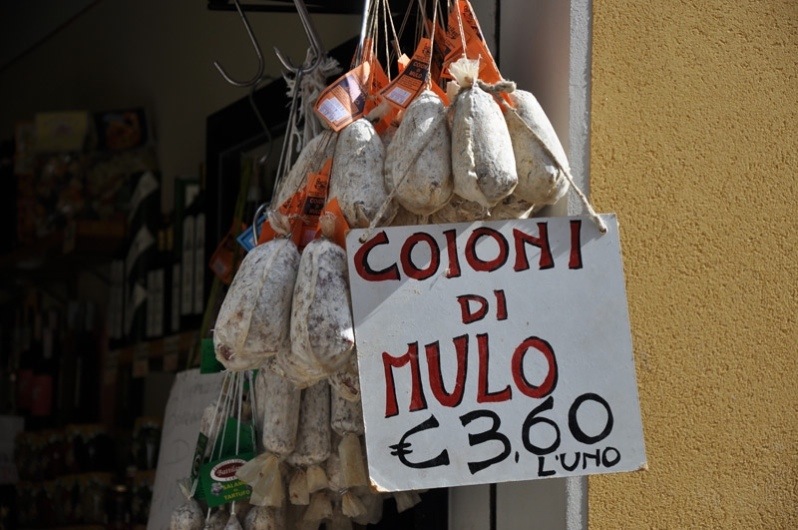 COIONI
DI
MULO
€3,60
L'UNO